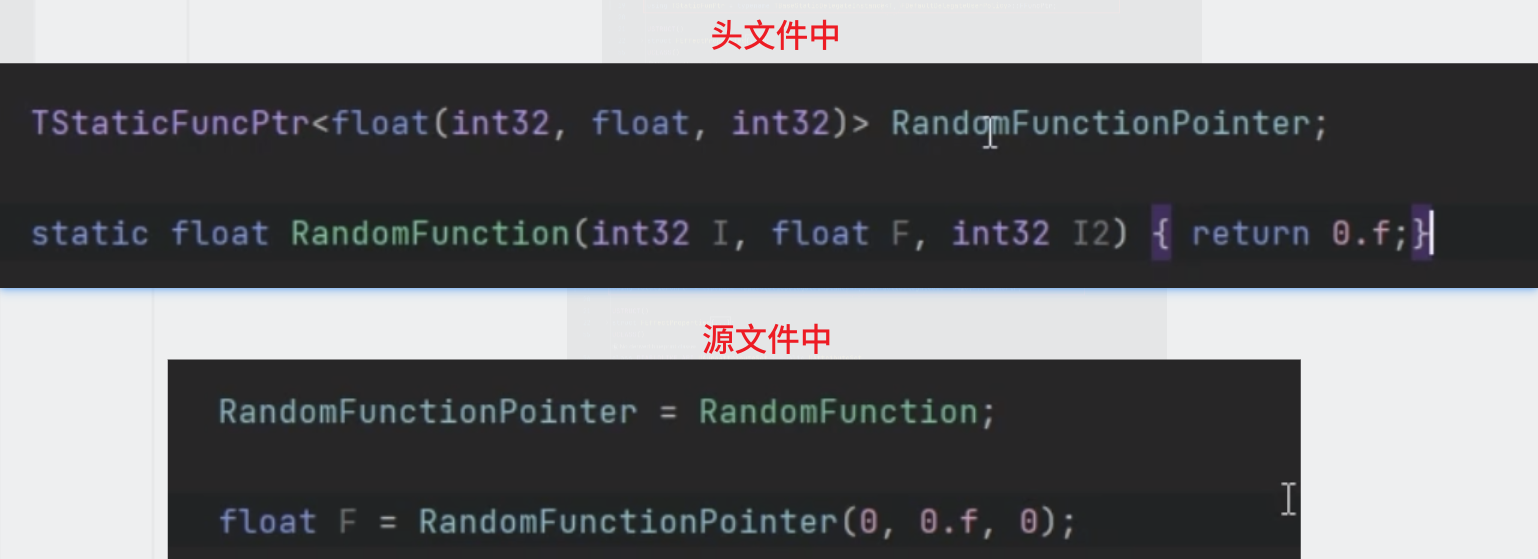 头文件中
TStaticFuncPtr<float(int32, float, int32)> RandomFunctionPointer;
static float RandomFunction(int32 I, float F, int32 I2) { return 0.f;}
源文件中
RandomFunctionPointer = RandomFunction;
float F = RandomFunctionPointer(0, 0.f, 0);